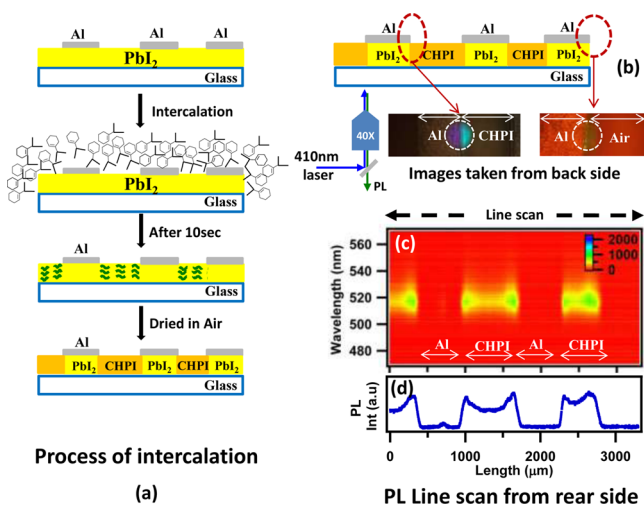 (a)
Al
Al
Al
PbI2
Glass
Intercalation
PbI2
Glass
After 10sec
Al
Glass
Dried in Air
Al
Al
Al
PbI2
CHPI
PbI2
CHPI
PbI2
Glass
Process of intercalation
(a)
Al
Al
Al
PbI2
CHPI
PbI2
CHPI
PbI2
(b)
Glass
40X
410nm
laser
PL
Al
CHPI
Al
Air
Images taken from back side
Line scan
(c)
2000
1000
0
Wavelength (nm)
560
540
520
500
480
Al
CHPI
Al
CHPI
(d)
PL
Int (a.u)
0
1000
2000
3000
Length (μm)
PL Line scan from rear side